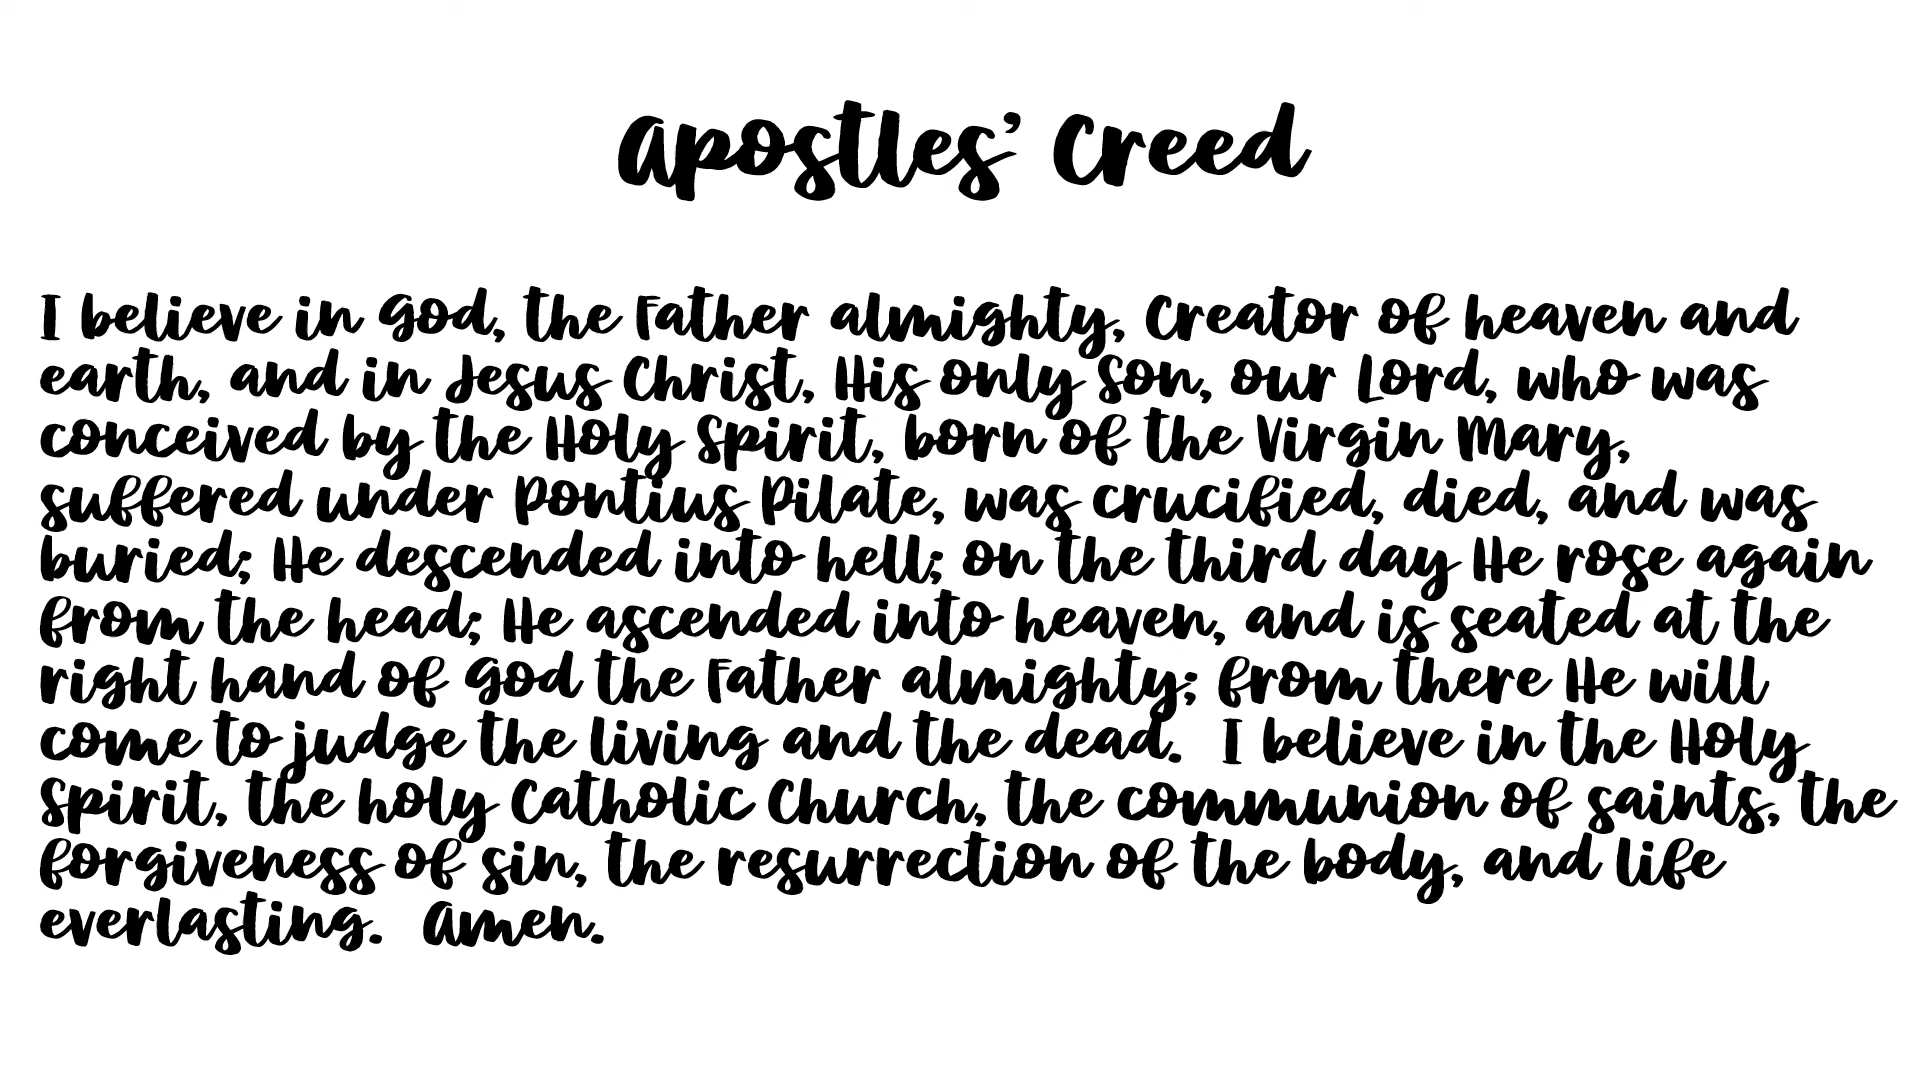 Apostles’ Creed
I believe in God, the Father almighty, Creator of heaven and
earth, and in Jesus Christ, His only Son, our Lord, who was
conceived by the Holy Spirit, born of the Virgin Mary,
suffered under Pontius Pilate, was crucified, died, and was
buried; He descended into hell; on the third day He rose again
from the head; He ascended into heaven, and is seated at the
right hand of God the Father almighty; from there He will
come to judge the living and the dead.  I believe in the Holy
Spirit, the holy Catholic Church, the communion of saints, the
forgiveness of sin, the resurrection of the body, and life
everlasting.  Amen.